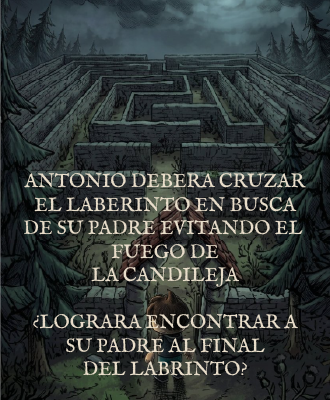 ANTONIO DEBERA CRUZAR
EL LABERINTO EN BUSCA
DE SU PADRE EVITANDO EL
FUEGO DE
LA CANDILEJA
¿LOGRARA ENCONTRAR A
SU PADRE AL FINAL
DEL LABRINTO?